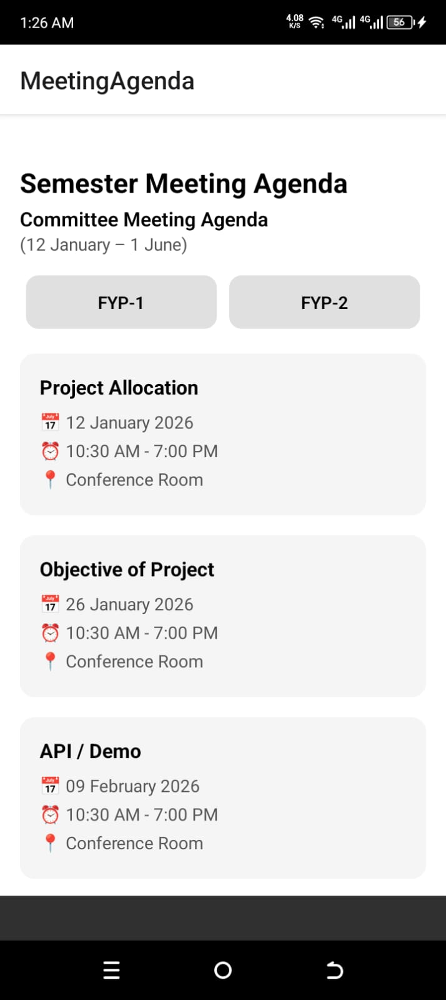 1:26 AM
4.08 K/S 4G 4G 56
MeetingAgenda
Semester Meeting Agenda
Committee Meeting Agenda
(12 January – 1 June)
FYP-1 FYP-2
Project Allocation
📅 12 January 2026
⏰ 10:30 AM - 7:00 PM
📍 Conference Room
Objective of Project
📅 26 January 2026
⏰ 10:30 AM - 7:00 PM
📍 Conference Room
API / Demo
📅 09 February 2026
⏰ 10:30 AM - 7:00 PM
📍 Conference Room